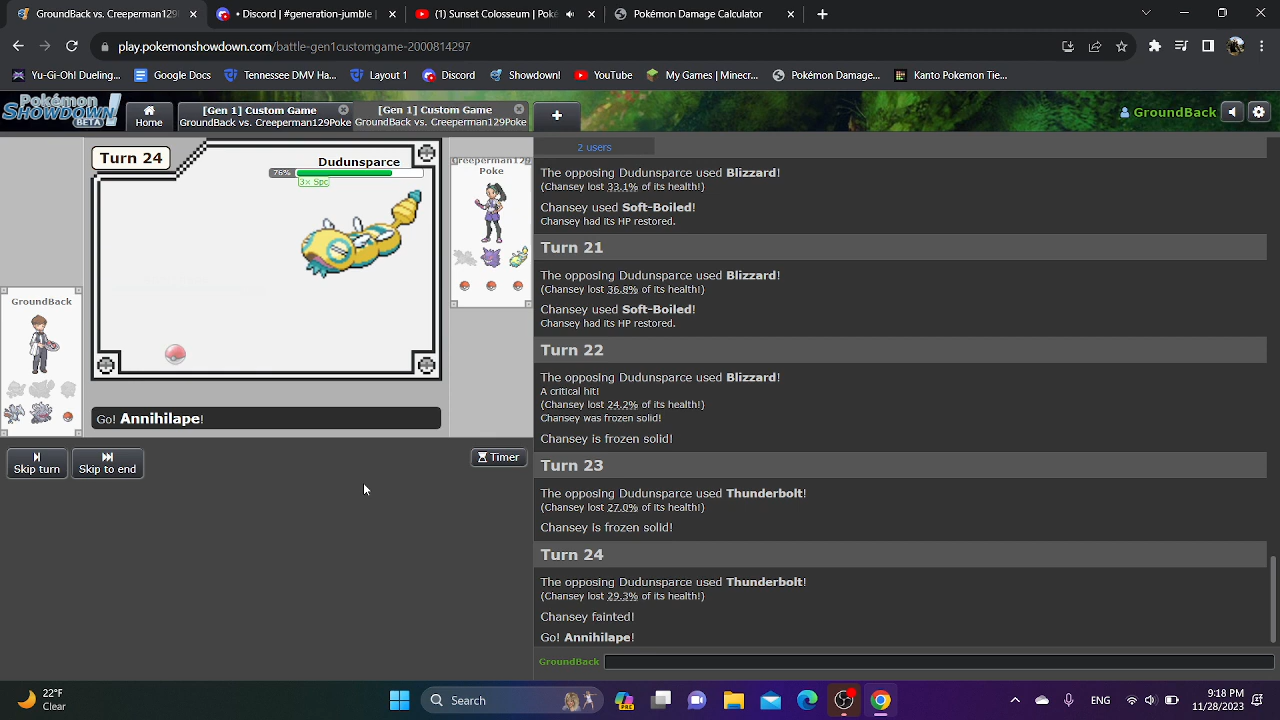 GroundBack vs. Creeperman129
• Discord | #generation-jumble |
(1) Sunset Colosseum | Poké
Pokémon Damage Calculator
play.pokemonshowdown.com/battle-gen1customgame-2000814297
Yu-Gi-Oh! Dueling...
Google Docs
Tennessee DMV Ha...
Layout 1
Discord
Showdown!
YouTube
My Games | Minec...
Pokémon Damage...
Kanto Pokemon Tie...
Pokémon
Showdown!
BETA
Home
[Gen 1] Custom Game
GroundBack vs. Creeperman129Poke
[Gen 1] Custom Game
GroundBack vs. Creeperman129Poke
GroundBack
Turn 24
Dudunsparce
76%
3× Spc
Creeperman129
Poke
GroundBack
Go! Annihilape!
Skip turn
Skip to end
Timer
2 users
The opposing Dudunsparce used Blizzard!
(Chansey lost 33.1% of its health!)
Chansey used Soft-Boiled!
Chansey had its HP restored.
Turn 21
The opposing Dudunsparce used Blizzard!
(Chansey lost 36.8% of its health!)
Chansey used Soft-Boiled!
Chansey had its HP restored.
Turn 22
The opposing Dudunsparce used Blizzard!
A critical hit!
(Chansey lost 24.2% of its health!)
Chansey was frozen solid!
Chansey is frozen solid!
Turn 23
The opposing Dudunsparce used Thunderbolt!
(Chansey lost 27.0% of its health!)
Chansey is frozen solid!
Turn 24
The opposing Dudunsparce used Thunderbolt!
(Chansey lost 29.3% of its health!)
Chansey fainted!
Go! Annihilape!
GroundBack
22°F
Clear
Search
ENG
9:18 PM
11/28/2023